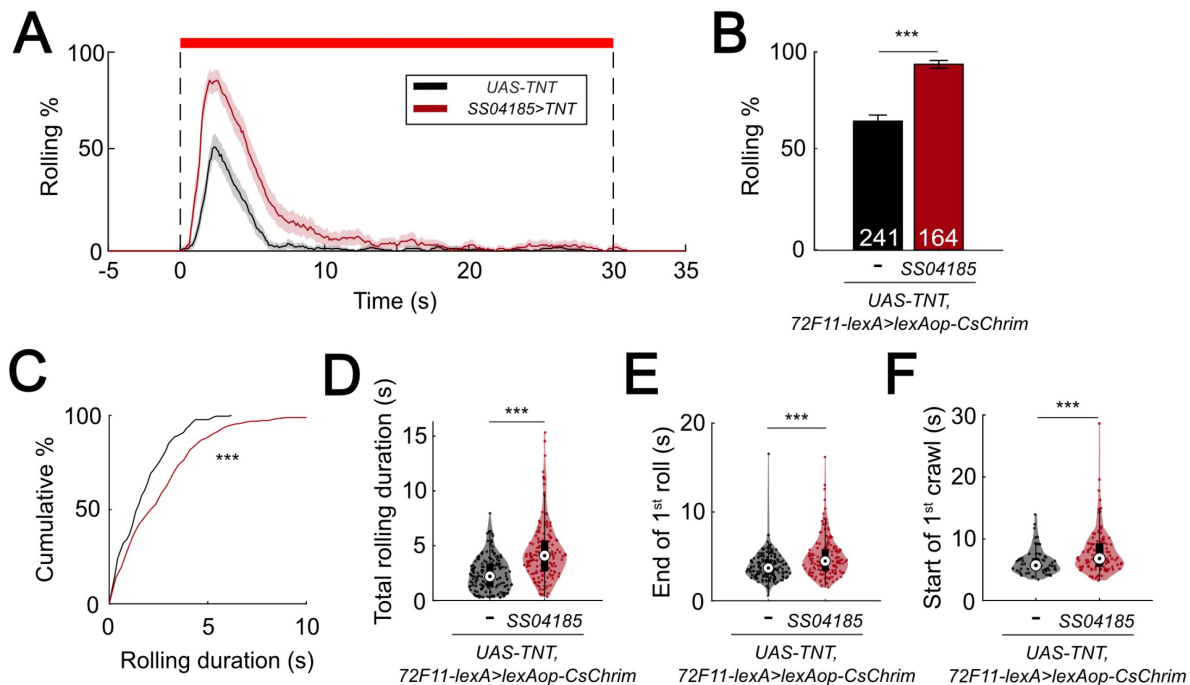 A
Rolling %
100
50
0
-5
0
10
20
30
35
Time (s)
UAS-TNT
SS04185>TNT
B
Rolling %
100
50
0
***
241
164
-
SS04185
UAS-TNT,
72F11-lexA>lexAop-CsChrim
C
Cumulative %
100
50
0
***
0
5
10
Rolling duration (s)
D
Total rolling duration (s)
15
10
5
0
***
-
SS04185
UAS-TNT,
72F11-lexA>lexAop-CsChrim
E
End of 1st roll (s)
20
10
0
***
-
SS04185
UAS-TNT,
72F11-lexA>lexAop-CsChrim
F
Start of 1st crawl (s)
30
20
10
0
***
-
SS04185
UAS-TNT,
72F11-lexA>lexAop-CsChrim